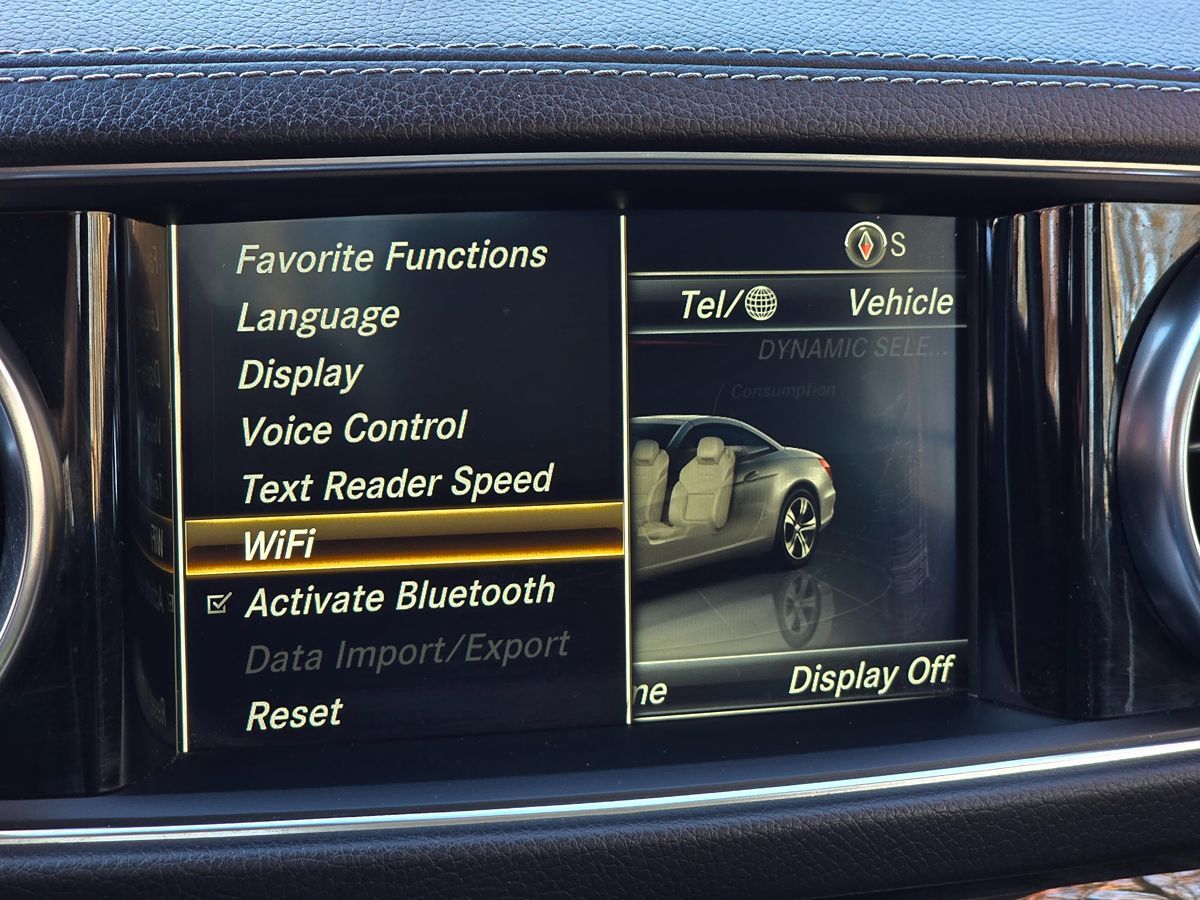 Favorite Functions
Language
Display
Voice Control
Text Reader Speed
WiFi
Activate Bluetooth
Data Import/Export
Reset
S
Tel/
Vehicle
DYNAMIC SELE...
Consumption
me
Display Off